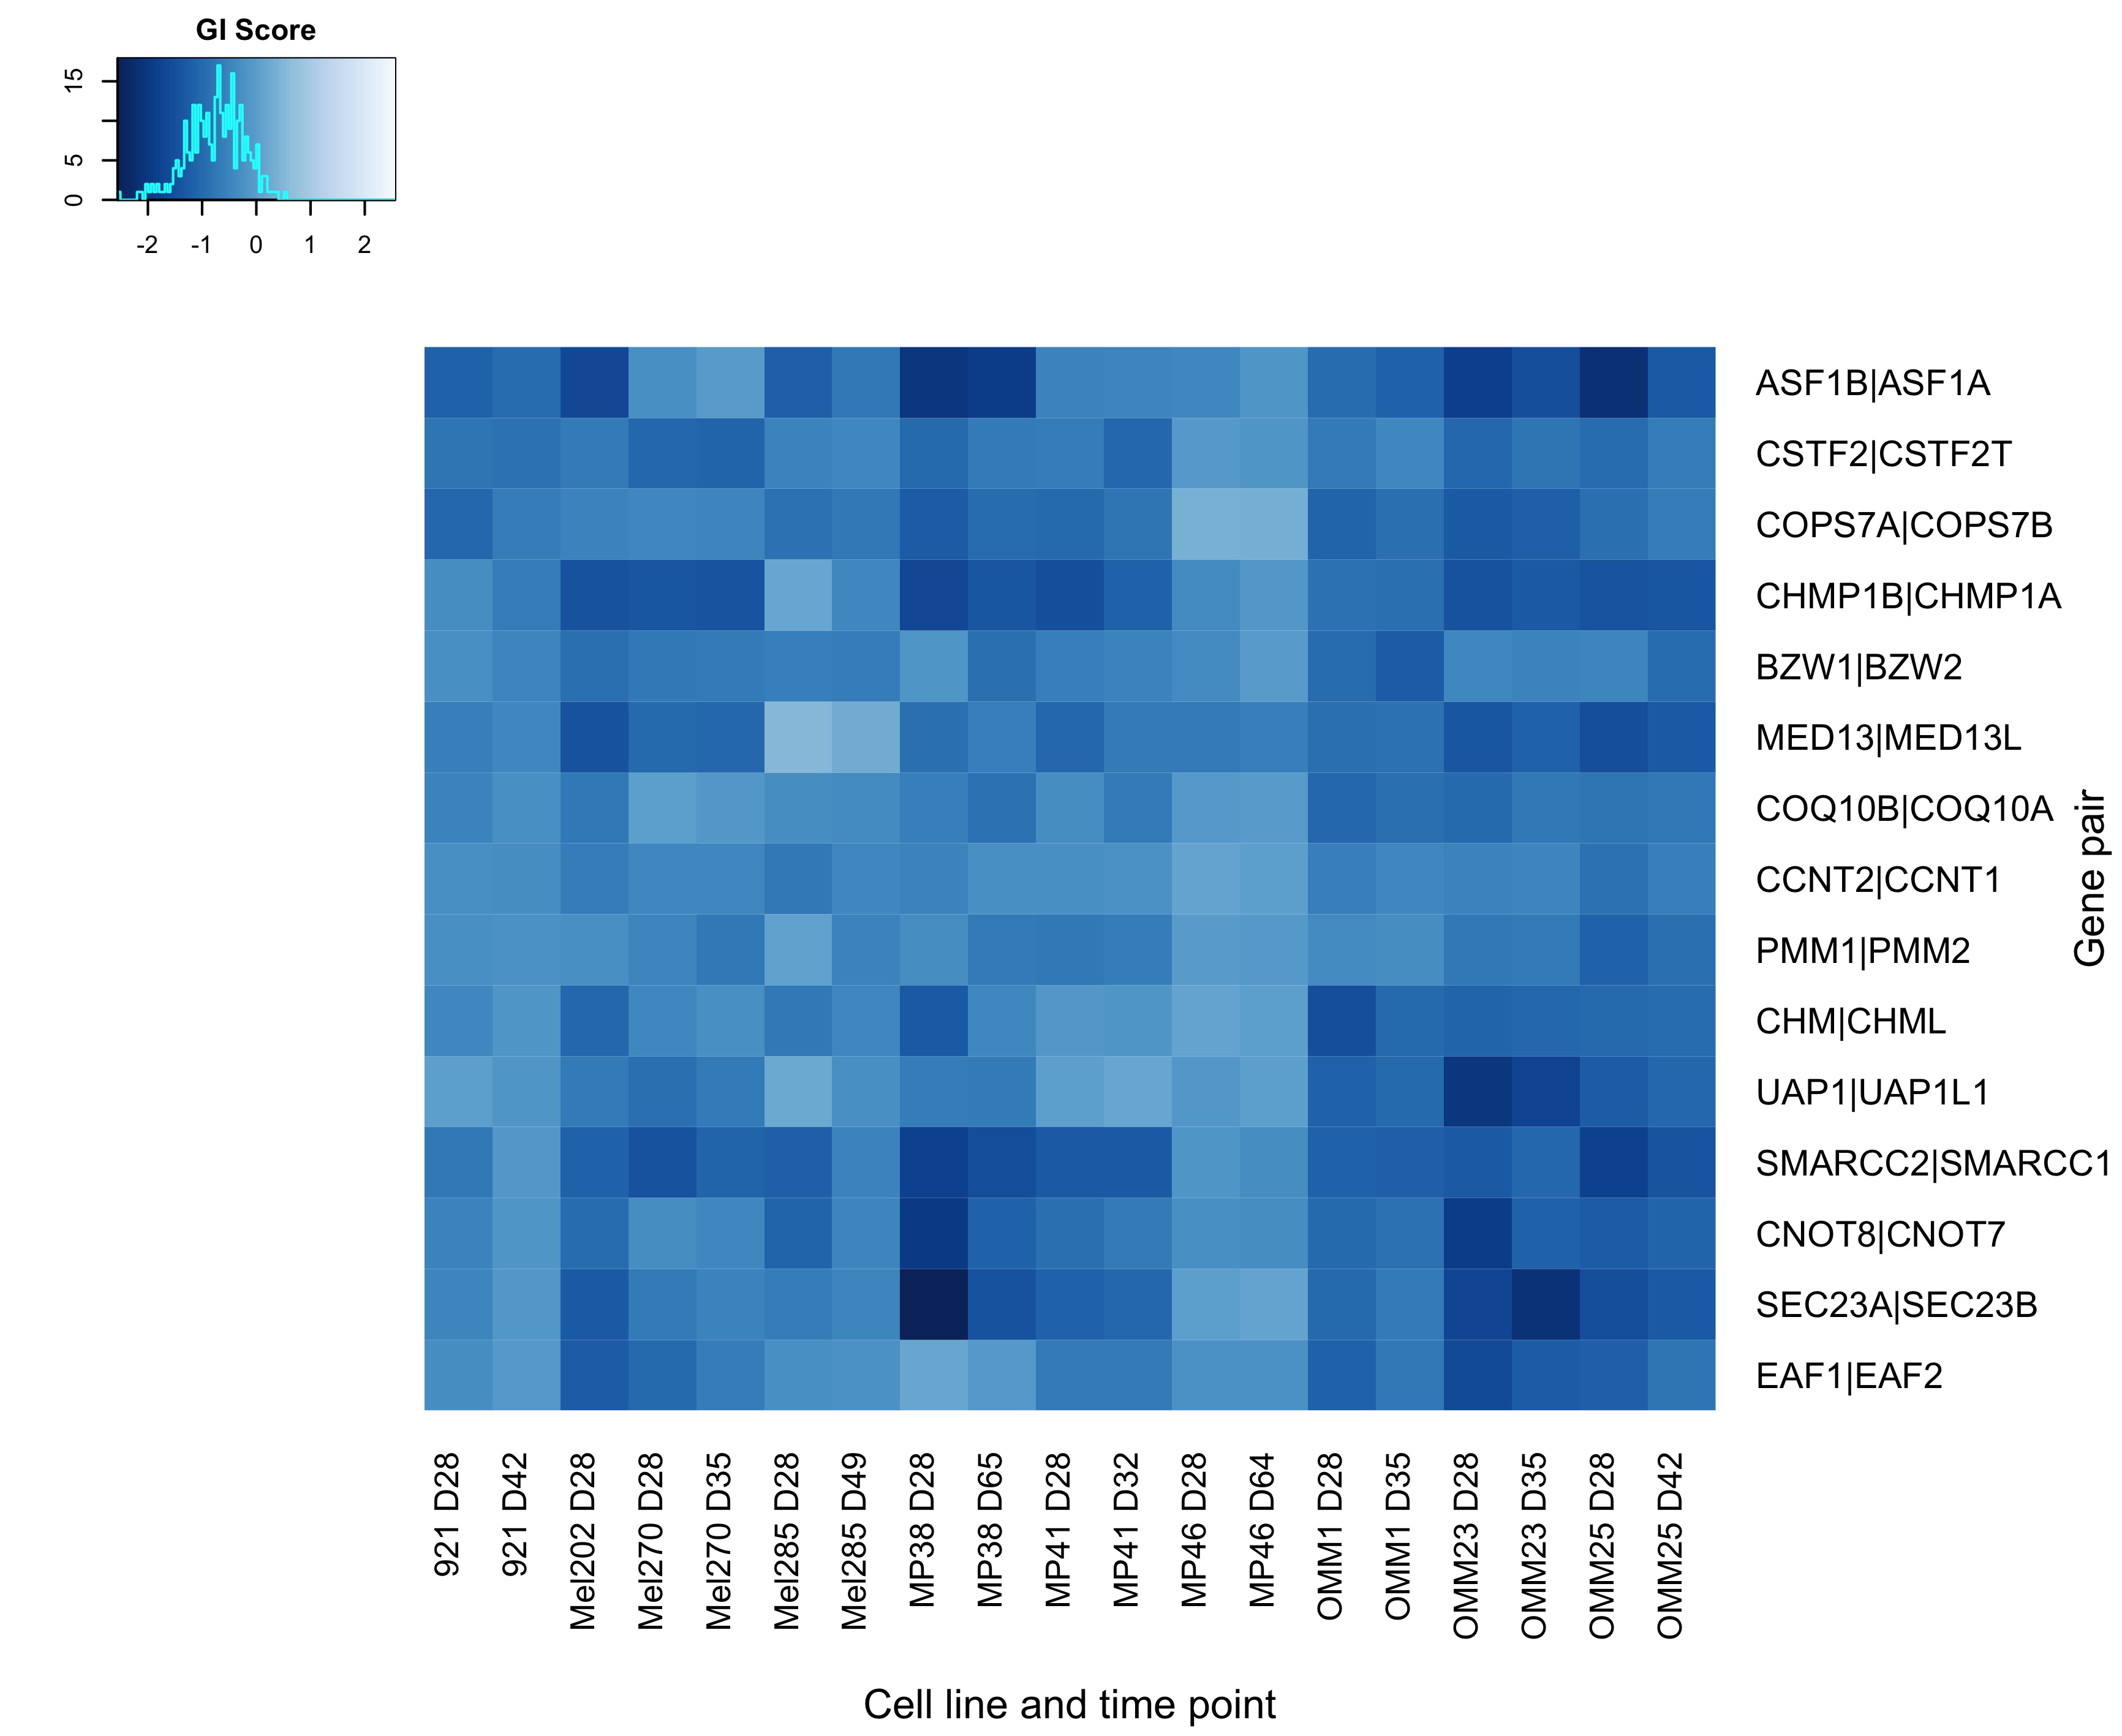 GI Score
15
5
0
-2 -1 0 1 2
ASF1B|ASF1A
CSTF2|CSTF2T
COPS7A|COPS7B
CHMP1B|CHMP1A
BZW1|BZW2
MED13|MED13L
COQ10B|COQ10A
CCNT2|CCNT1
PMM1|PMM2
CHM|CHML
UAP1|UAP1L1
SMARCC2|SMARCC1
CNOT8|CNOT7
SEC23A|SEC23B
EAF1|EAF2
Gene pair
921 D28
921 D42
Mel202 D28
Mel270 D28
Mel270 D35
Mel285 D28
Mel285 D49
MP38 D28
MP38 D65
MP41 D28
MP41 D32
MP46 D28
MP46 D64
OMM1 D28
OMM1 D35
OMM23 D28
OMM23 D35
OMM25 D28
OMM25 D42
Cell line and time point